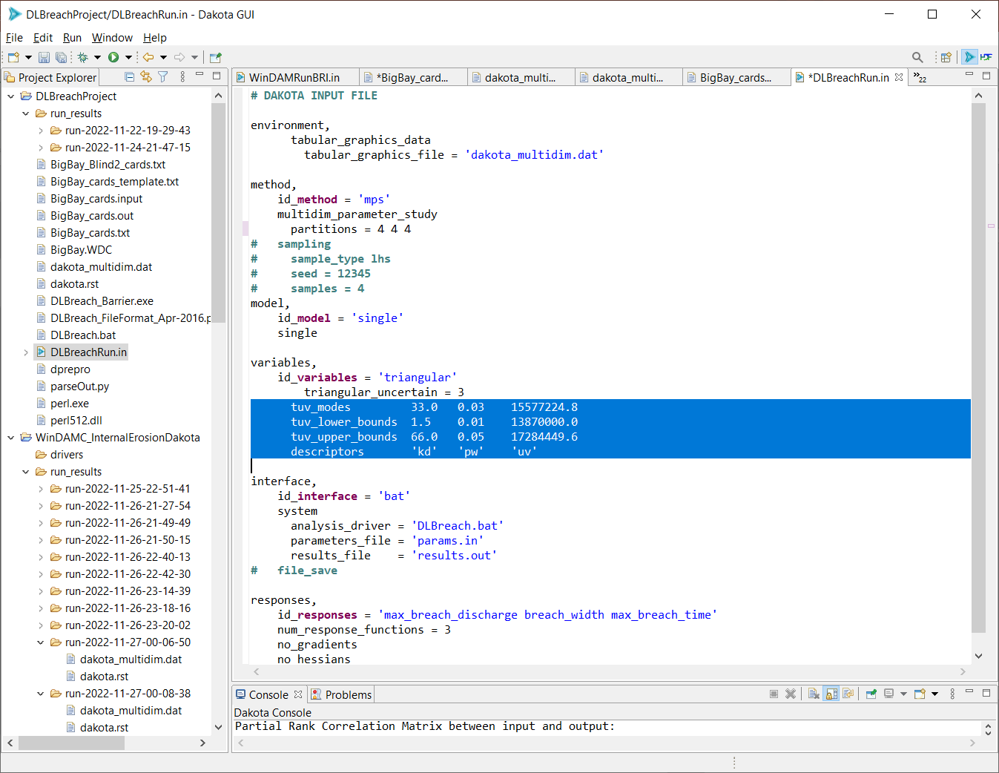 DLBreachProject/DLBreachRun.in - Dakota GUI
File Edit Run Window Help
Project Explorer
DLBreachProject
run_results
run-2022-11-22-19-29-43
run-2022-11-24-21-47-15
BigBay_Blind2_cards.txt
BigBay_cards_template.txt
BigBay_cards.input
BigBay_cards.out
BigBay_cards.txt
BigBay.WDC
dakota_multidim.dat
dakota.rst
DLBreach_Barrier.exe
DLBreach_FileFormat_Apr-2016.p
DLBreach.bat
DLBreachRun.in
dprepro
parseOut.py
perl.exe
perl512.dll
WinDAMC_InternalErosionDakota
drivers
run_results
run-2022-11-25-22-51-41
run-2022-11-26-21-27-54
run-2022-11-26-21-49-49
run-2022-11-26-21-50-15
run-2022-11-26-22-40-13
run-2022-11-26-22-42-30
run-2022-11-26-23-14-39
run-2022-11-26-23-18-16
run-2022-11-26-23-20-02
run-2022-11-27-00-06-50
dakota_multidim.dat
dakota.rst
run-2022-11-27-00-08-38
dakota_multidim.dat
dakota.rst
WinDAMRunBRI.in *BigBay_card... dakota_multi... dakota_multi... BigBay_cards... *DLBreachRun.in »22
# DAKOTA INPUT FILE
environment,
tabular_graphics_data
tabular_graphics_file = 'dakota_multidim.dat'
method,
id_method = 'mps'
multidim_parameter_study
partitions = 4 4 4
# sampling
# sample_type lhs
# seed = 12345
# samples = 4
model,
id_model = 'single'
single
variables,
id_variables = 'triangular'
triangular_uncertain = 3
tuv_modes 33.0 0.03 15577224.8
tuv_lower_bounds 1.5 0.01 13870000.0
tuv_upper_bounds 66.0 0.05 17284449.6
descriptors 'kd' 'pw' 'uv'
interface,
id_interface = 'bat'
system
analysis_driver = 'DLBreach.bat'
parameters_file = 'params.in'
results_file = 'results.out'
# file_save
responses,
id_responses = 'max_breach_discharge breach_width max_breach_time'
num_response_functions = 3
no_gradients
no_hessians
Console Problems
Dakota Console
Partial Rank Correlation Matrix between input and output: